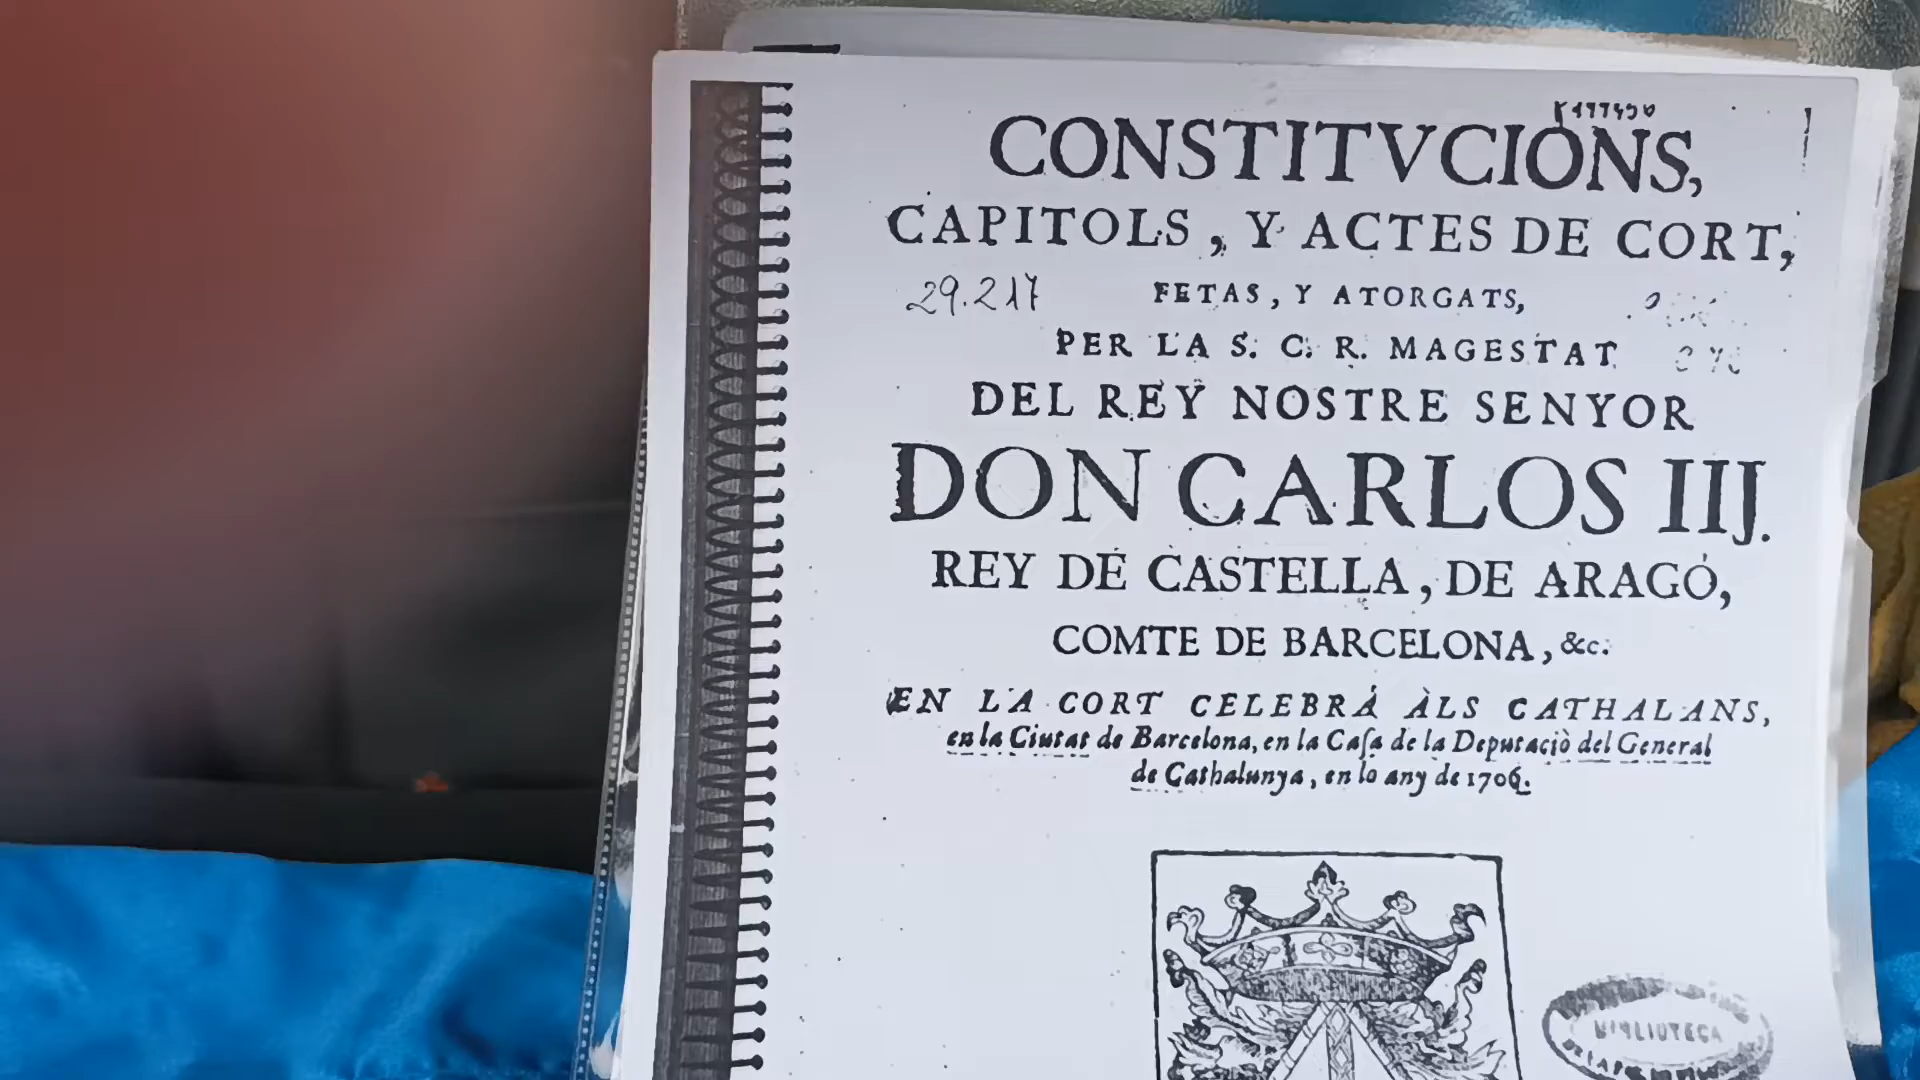 CONSTITVCIONS,
CAPITOLS, Y ACTES DE CORT,
29.217
FETAS, Y ATORGATS,
PER LA S. C. R. MAGESTAT
DEL REY NOSTRE SENYOR
DON CARLOS IIJ.
REY DE CASTELLA, DE ARAGÒ,
COMTE DE BARCELONA, &c.
EN LA CORT CELEBRÁ ÀLS CATHALANS,
en la Ciutat de Barcelona, en la Caſa de la Deputaciò del General
de Cathalunya, en lo any de 1706.
BIBLIOTECA